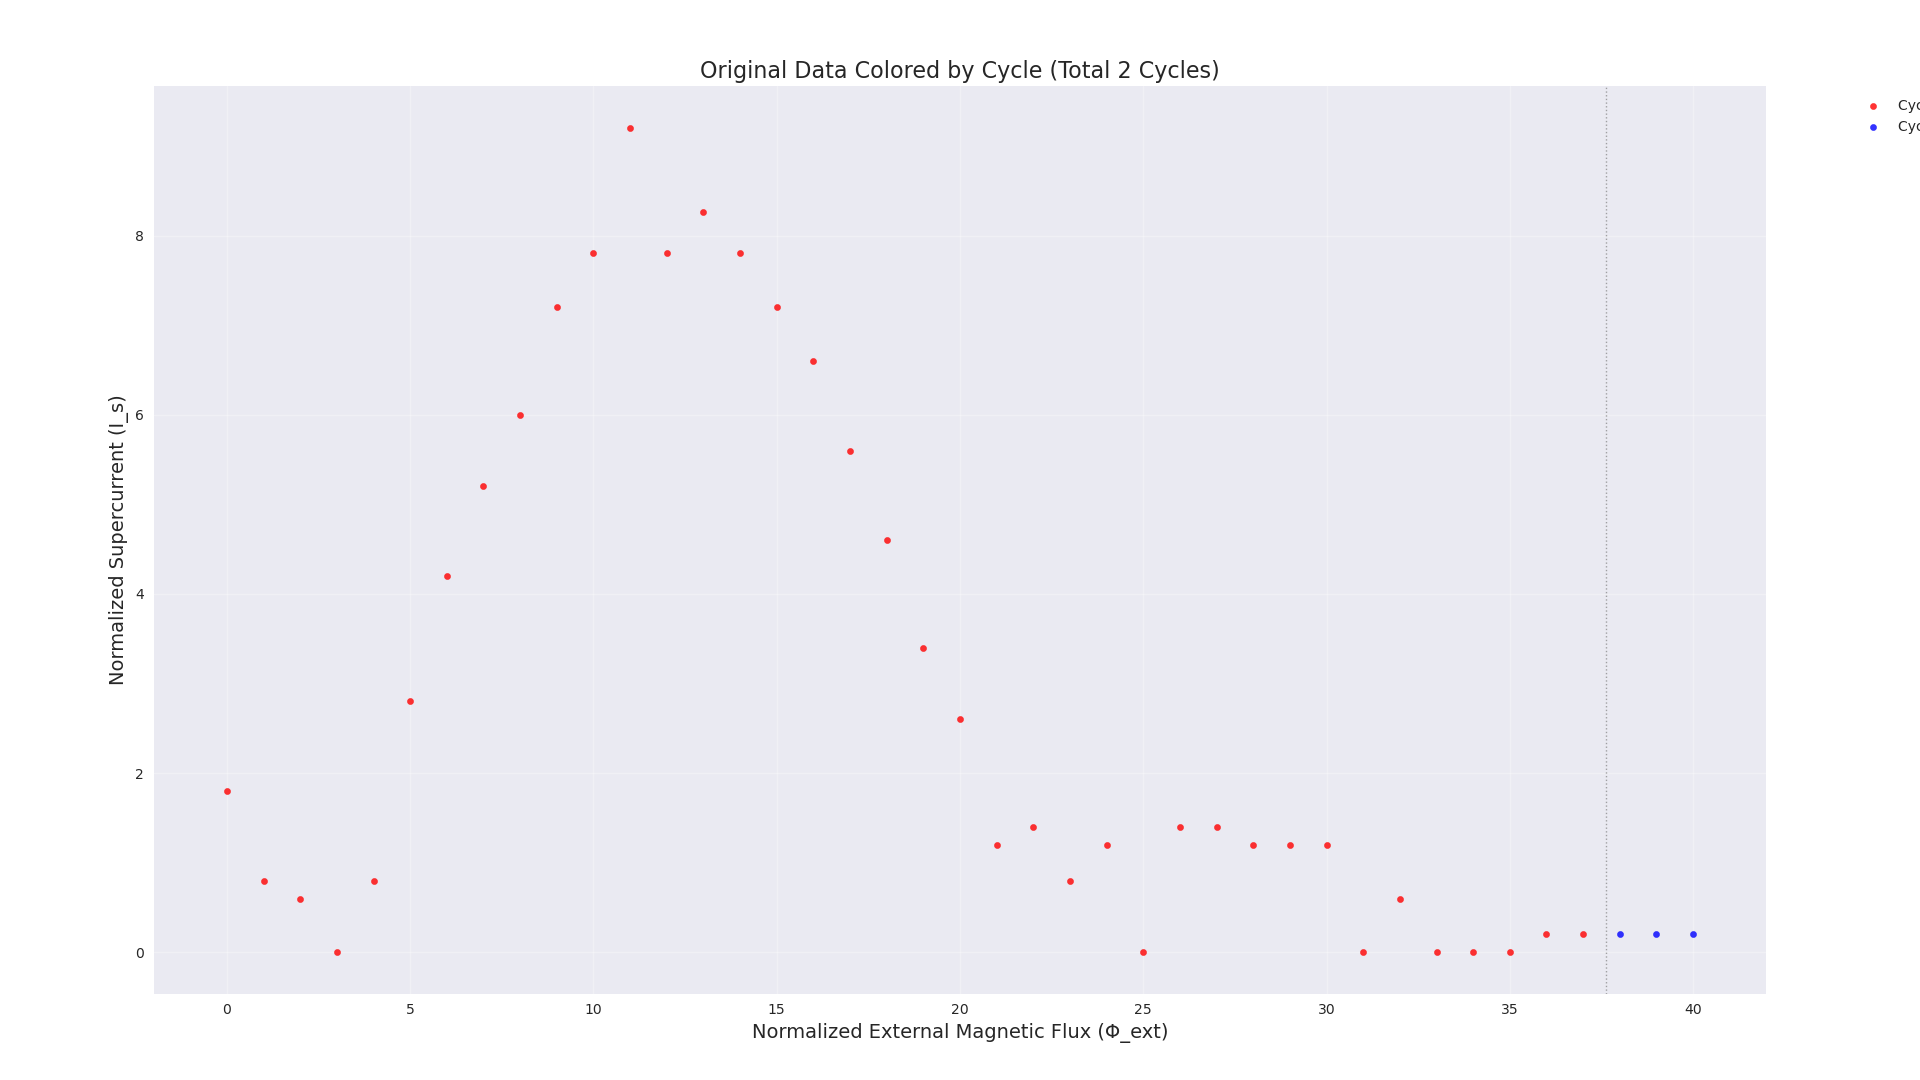 Original Data Colored by Cycle (Total 2 Cycles)
Cyc
Cyc
Normalized Supercurrent (I_s)
8
6
4
2
0
0 5 10 15 20 25 30 35 40
Normalized External Magnetic Flux (Φ_ext)